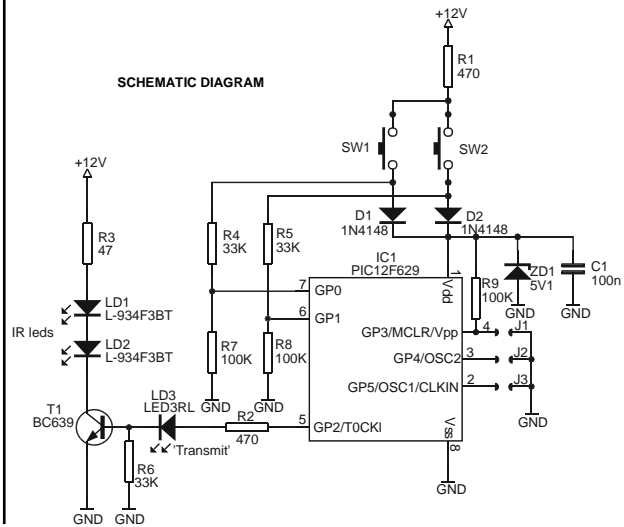 +12V
R1
470
SCHEMATIC DIAGRAM
SW1
SW2
+12V
R3
47
R4
33K
R5
33K
D1
1N4148
D2
1N4148
IC1
PIC12F629
1
Vdd
R9
100K
ZD1
5V1
C1
100n
GND
GND
LD1
L-934F3BT
IR leds
LD2
L-934F3BT
7
GP0
6
GP1
GP3/MCLR/Vpp
4
J1
GP4/OSC2
3
J2
GP5/OSC1/CLKIN
2
J3
R7
100K
R8
100K
GND
GND
LD3
LED3RL
T1
BC639
R2
470
5
GP2/T0CKI
'Transmit'
Vss
8
R6
33K
GND
GND
GND
GND